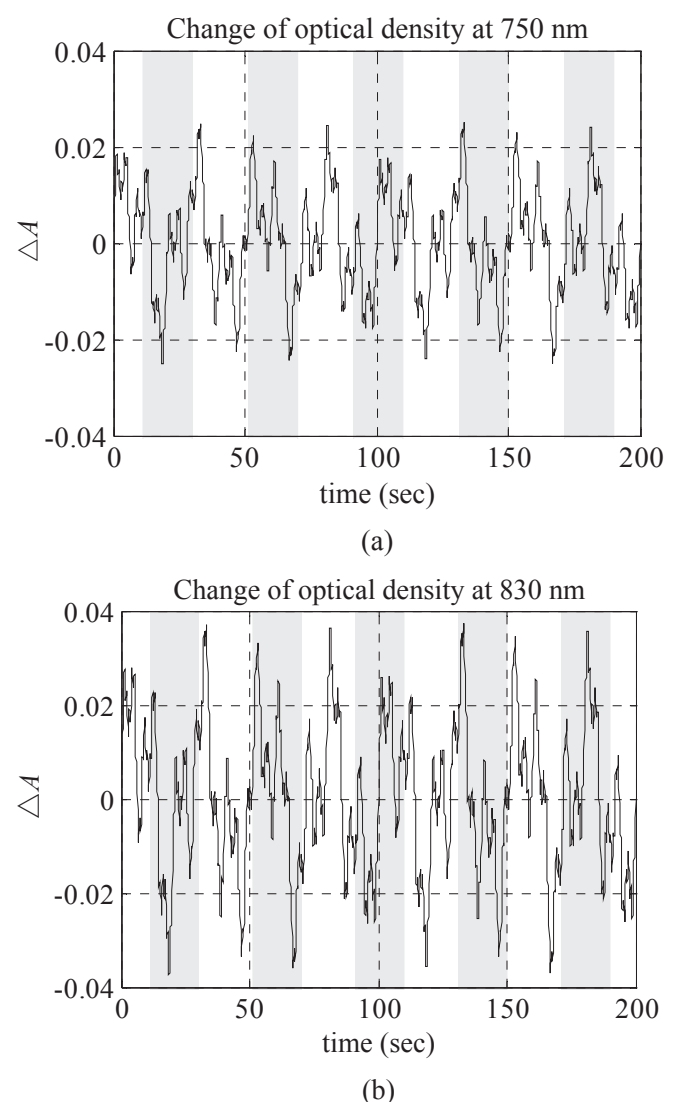 Change of optical density at 750 nm
0.04
0.02
0
-0.02
-0.04
△A
0 50 100 150 200
time (sec)
(a)
Change of optical density at 830 nm
0.04
0.02
0
-0.02
-0.04
△A
0 50 100 150 200
time (sec)
(b)